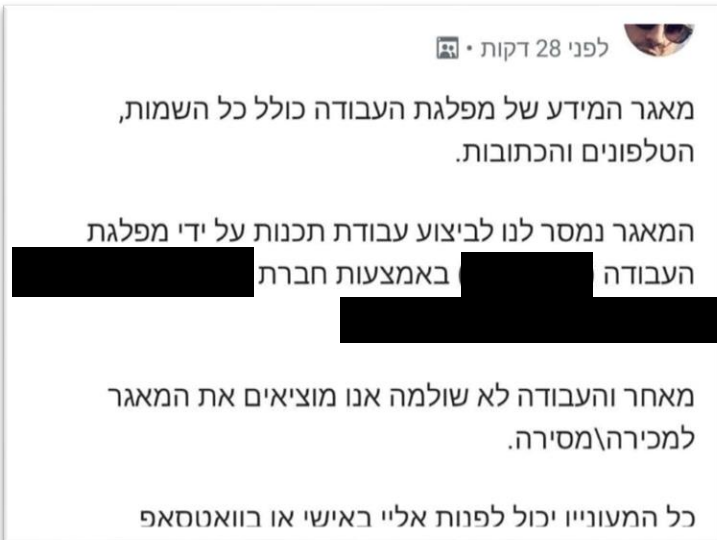 לפני 28 דקות •
מאגר המידע של מפלגת העבודה כולל כל השמות,
הטלפונים והכתובות.
המאגר נמסר לנו לביצוע עבודת תכנות על ידי מפלגת
העבודה ) באמצעות חברת
מאחר והעבודה לא שולמה אנו מוציאים את המאגר
למכירה\מסירה.
כל המעוניין יכול לפנות אליי באישי או בוואטסאפ